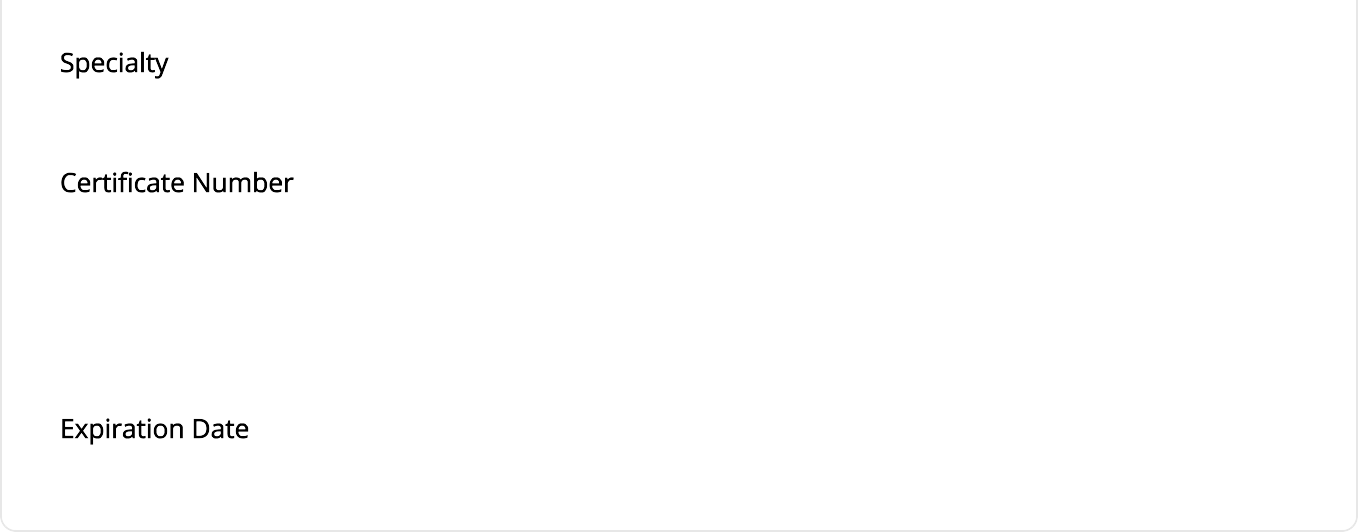 Specialty
Certificate Number
Expiration Date